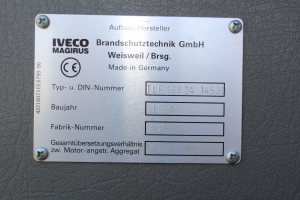 Aufbau-Hersteller
IVECO
MAGIRUS
Brandschutztechnik GmbH
Weisweil / Brsg.
CE
Made in Germany
Typ- u. DIN-Nummer
Baujahr
Fabrik-Nummer
Gesamtübersetzungsverhältnis
zw. Motor-angetr. Aggregat